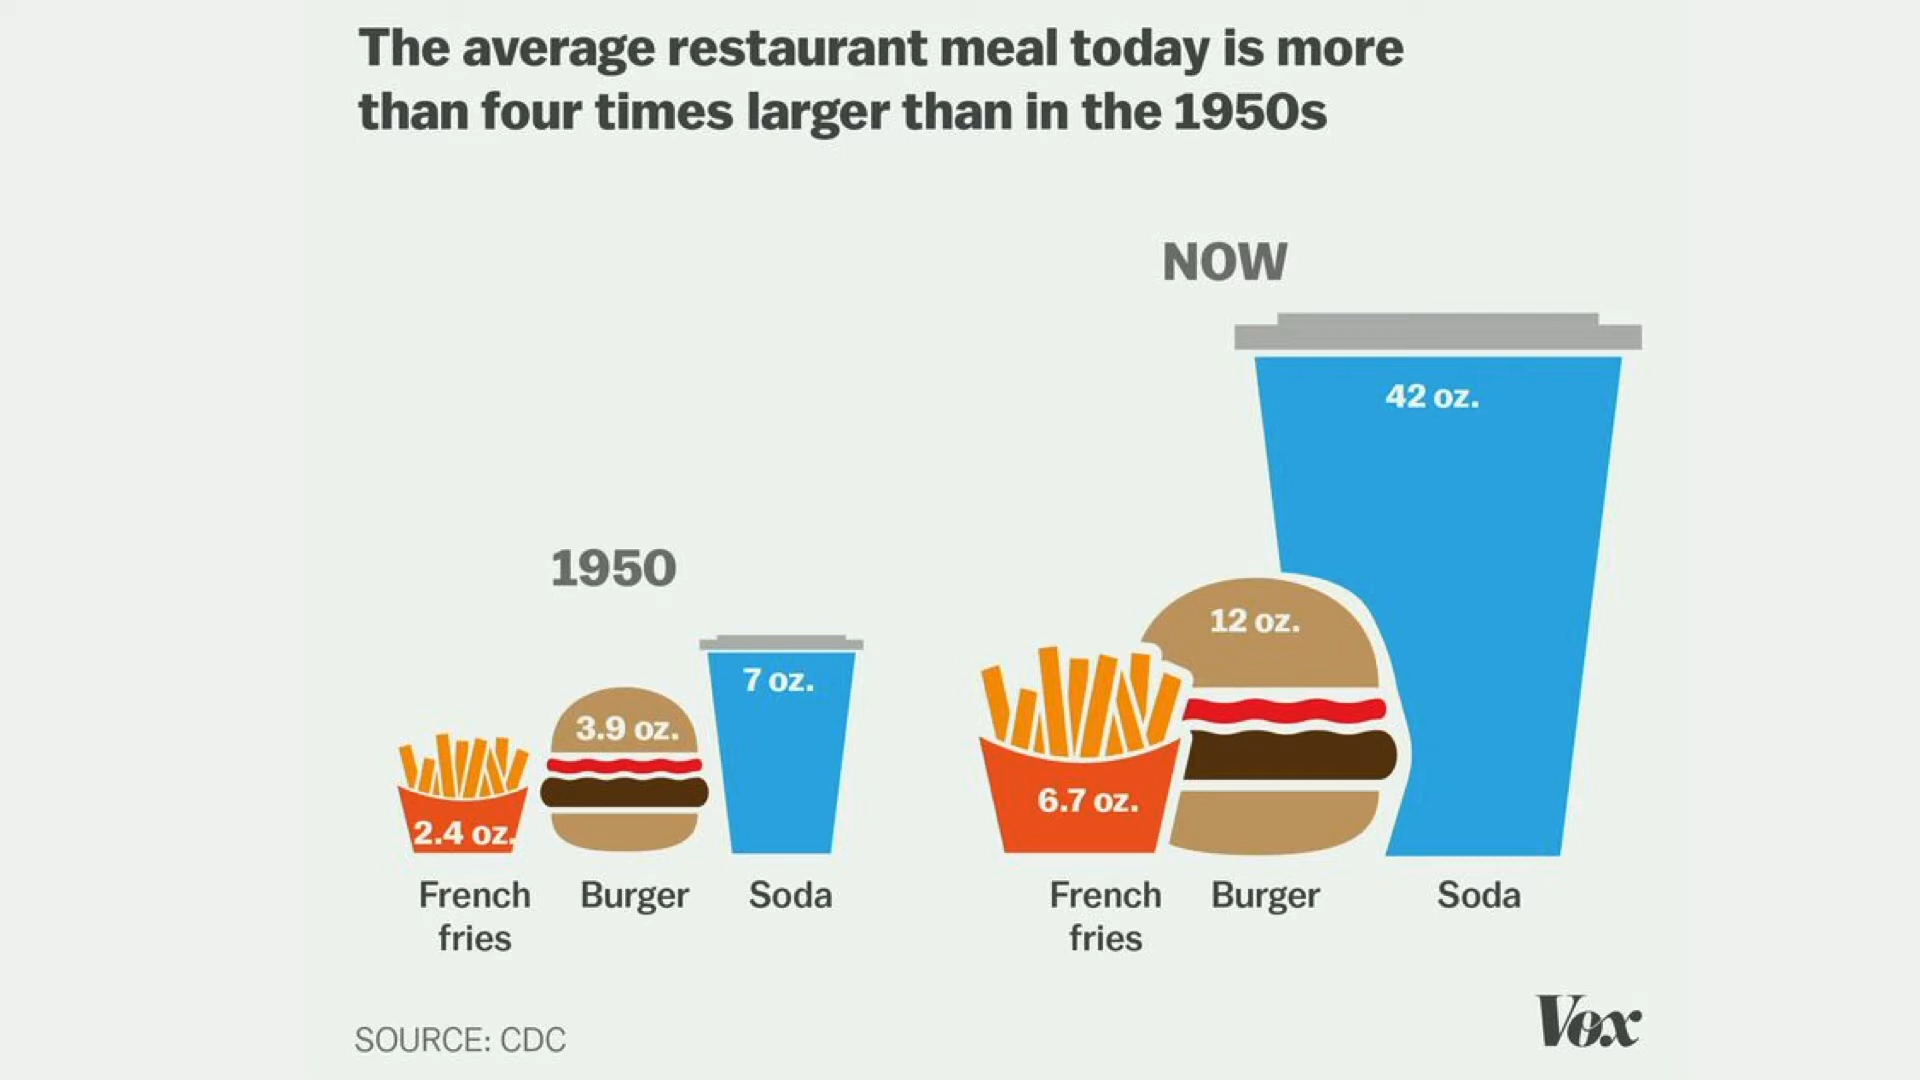 The average restaurant meal today is more
than four times larger than in the 1950s
NOW
42 oz.
1950
12 oz.
7 oz.
3.9 oz.
6.7 oz.
2.4 oz.
French
fries
Burger
Soda
French
fries
Burger
Soda
SOURCE: CDC
Vox